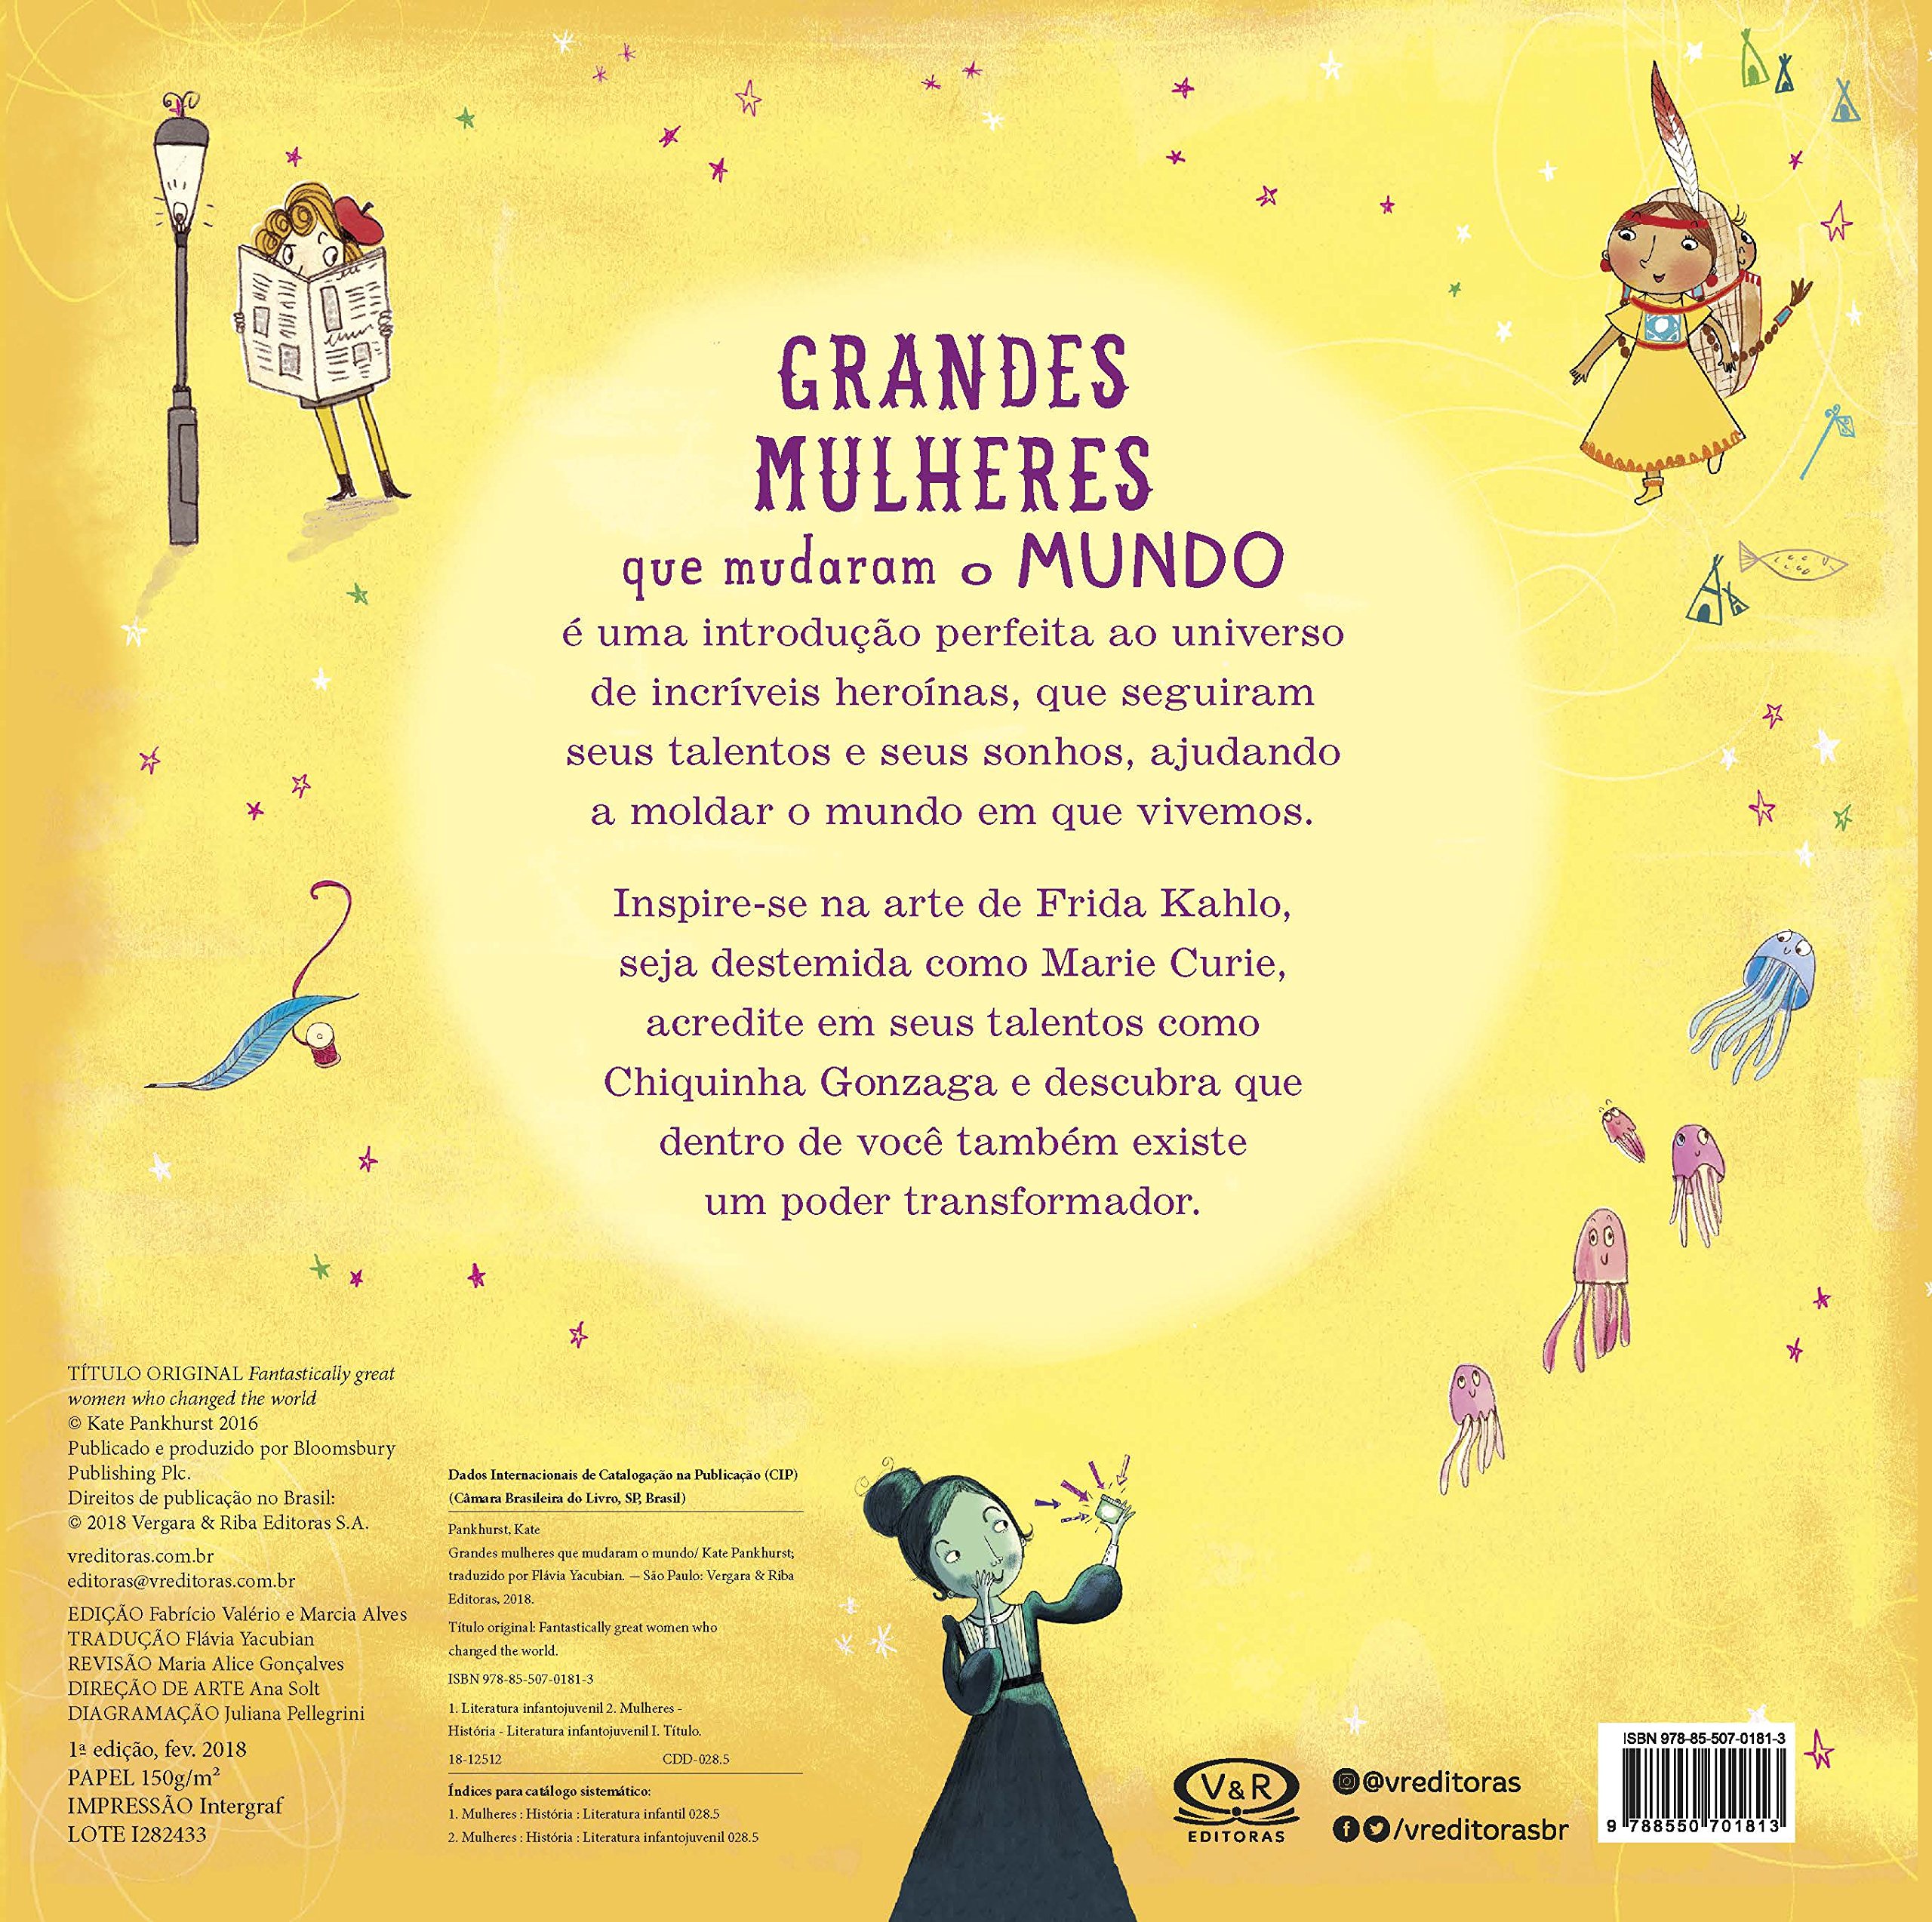 GRANDES
MULHERES
que mudaram o MUNDO
é uma introdução perfeita ao universo
de incríveis heroínas, que seguiram
seus talentos e seus sonhos, ajudando
a moldar o mundo em que vivemos.
Inspire-se na arte de Frida Kahlo,
seja destemida como Marie Curie,
acredite em seus talentos como
Chiquinha Gonzaga e descubra que
dentro de você também existe
um poder transformador.
TÍTULO ORIGINAL Fantastically great
women who changed the world
© Kate Pankhurst 2016
Publicado e produzido por Bloomsbury
Publishing Plc.
Direitos de publicação no Brasil:
© 2018 Vergara & Riba Editoras S.A.
vreditoras.com.br
editoras@vreditoras.com.br
EDIÇÃO Fabrício Valério e Marcia Alves
TRADUÇÃO Flávia Yacubian
REVISÃO Maria Alice Gonçalves
DIREÇÃO DE ARTE Ana Solt
DIAGRAMAÇÃO Juliana Pellegrini
1ª edição, fev. 2018
PAPEL 150g/m²
IMPRESSÃO Intergraf
LOTE I282433
Dados Internacionais de Catalogação na Publicação (CIP)
(Câmara Brasileira do Livro, SP, Brasil)
Pankhurst, Kate
Grandes mulheres que mudaram o mundo/ Kate Pankhurst;
traduzido por Flávia Yacubian. — São Paulo: Vergara & Riba
Editoras, 2018.
Título original: Fantastically great women who
changed the world.
ISBN 978-85-507-0181-3
1. Literatura infantojuvenil 2. Mulheres -
História - Literatura infantojuvenil I. Título.
18-12512 CDD-028.5
Índices para catálogo sistemático:
1. Mulheres : História : Literatura infantil 028.5
2. Mulheres : História : Literatura infantojuvenil 028.5
V&R
EDITORAS
@vreditoras
/vreditorasbr
ISBN 978-85-507-0181-3
9 788550 701813